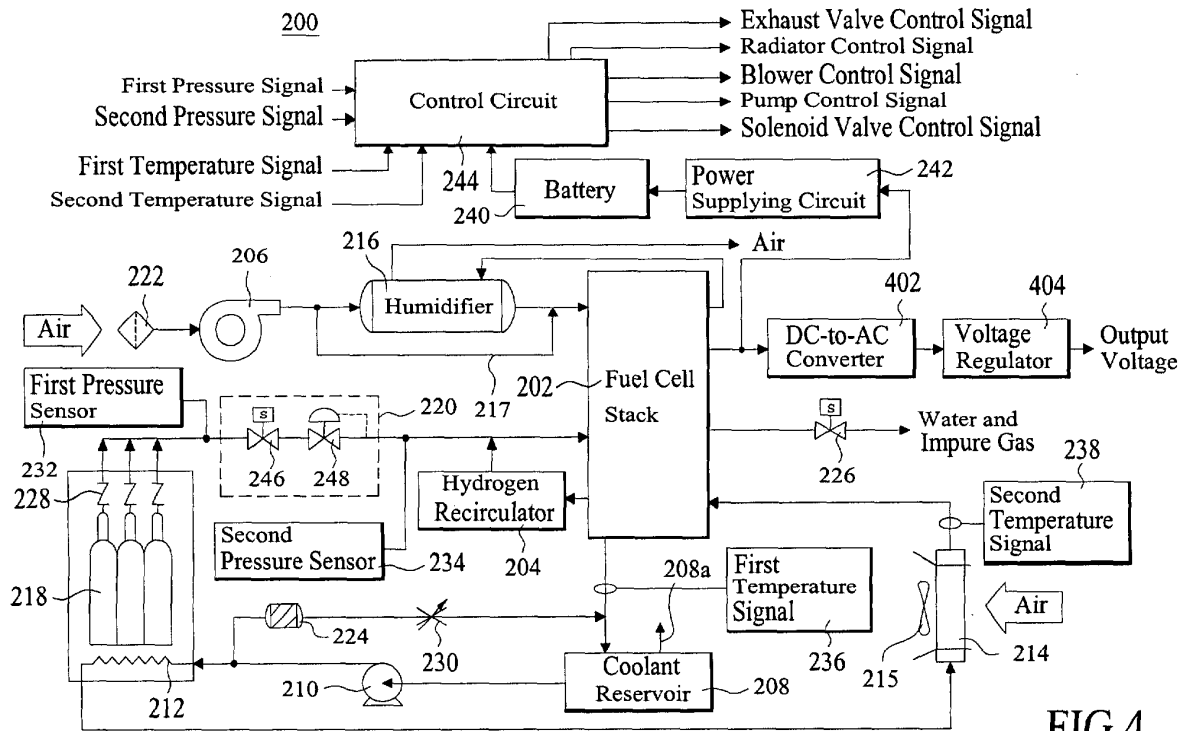 200
Exhaust Valve Control Signal
Radiator Control Signal
Blower Control Signal
Pump Control Signal
Solenoid Valve Control Signal
First Pressure Signal
Second Pressure Signal
First Temperature Signal
Second Temperature Signal
Control Circuit
244
Battery
240
Power
Supplying Circuit
242
Air
222
206
216
Humidifier
Air
217
202
Fuel Cell
Stack
402
DC-to-AC
Converter
404
Voltage
Regulator
Output
Voltage
First Pressure
Sensor
232
S
246
248
220
S
226
Water and
Impure Gas
228
218
Hydrogen
Recirculator
204
Second
Pressure Sensor
234
238
Second
Temperature
Signal
208a
First
Temperature
Signal
236
Air
215
214
224
230
212
210
Coolant
Reservoir
208
FIG.4